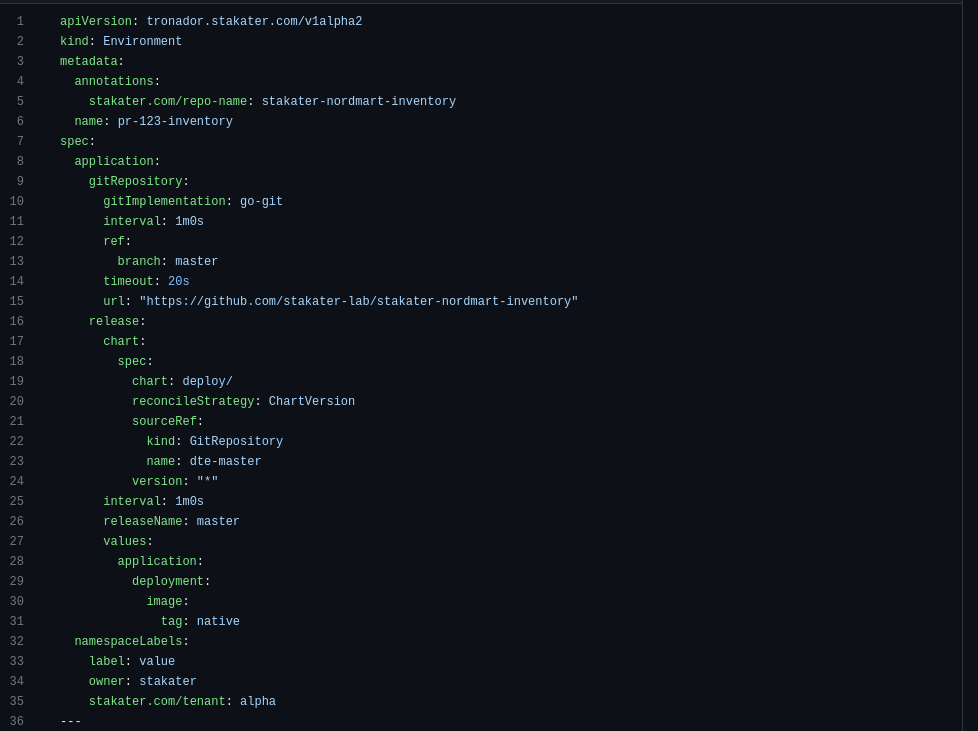 1 apiVersion: tronador.stakater.com/v1alpha2
2 kind: Environment
3 metadata:
4   annotations:
5     stakater.com/repo-name: stakater-nordmart-inventory
6   name: pr-123-inventory
7 spec:
8   application:
9     gitRepository:
10       gitImplementation: go-git
11       interval: 1m0s
12       ref:
13         branch: master
14       timeout: 20s
15       url: "https://github.com/stakater-lab/stakater-nordmart-inventory"
16     release:
17       chart:
18         spec:
19           chart: deploy/
20           reconcileStrategy: ChartVersion
21           sourceRef:
22             kind: GitRepository
23             name: dte-master
24           version: "*"
25       interval: 1m0s
26       releaseName: master
27       values:
28         application:
29           deployment:
30             image:
31               tag: native
32   namespaceLabels:
33     label: value
34     owner: stakater
35     stakater.com/tenant: alpha
36 ---